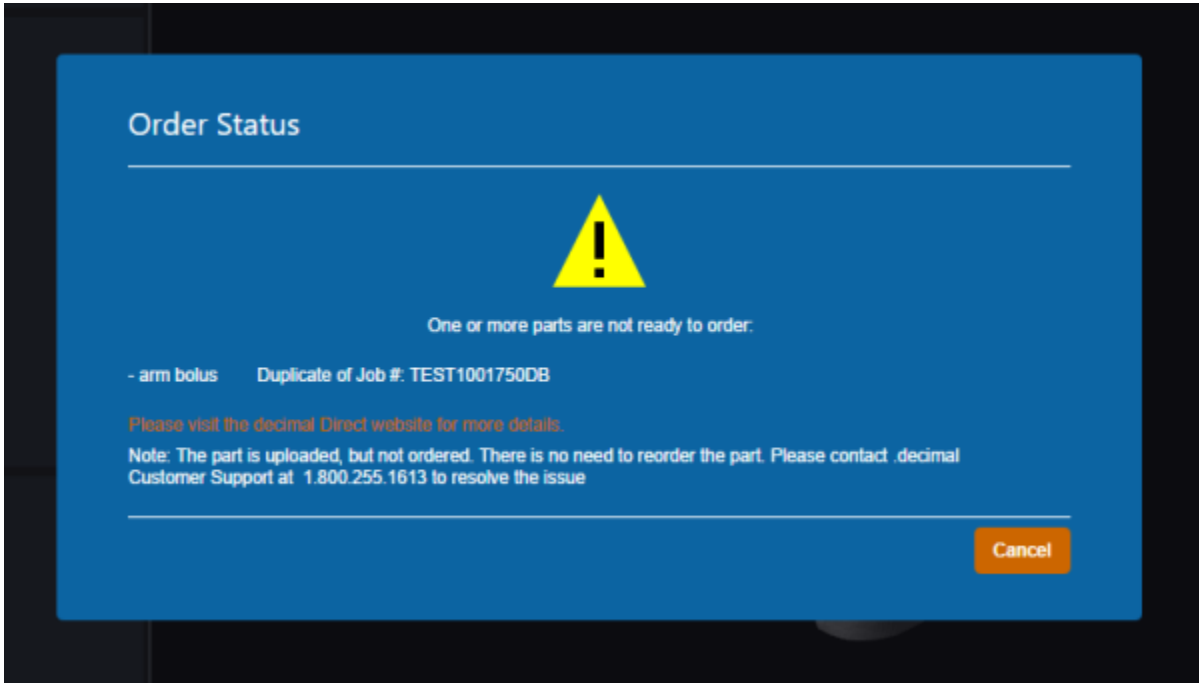 Order Status
!
One or more parts are not ready to order:
- arm bolus Duplicate of Job #: TEST1001750DB
Please visit the decimal Direct website for more details.
Note: The part is uploaded, but not ordered. There is no need to reorder the part. Please contact .decimal
Customer Support at 1.800.255.1613 to resolve the issue
Cancel